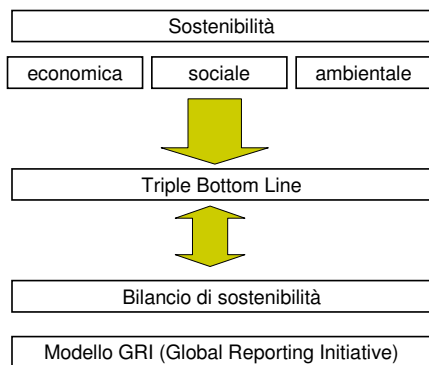 Sostenibilità
economica sociale ambientale
Triple Bottom Line
Bilancio di sostenibilità
Modello GRI (Global Reporting Initiative)